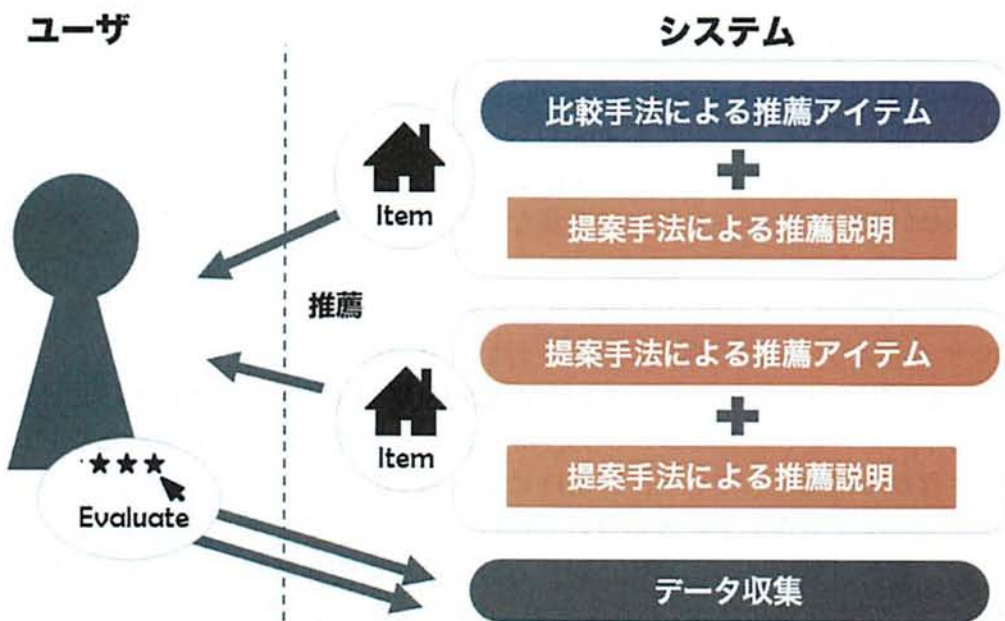 ユーザ
システム
比較手法による推薦アイテム
Item
提案手法による推薦説明
推薦
提案手法による推薦アイテム
Item
提案手法による推薦説明
Evaluate
データ収集